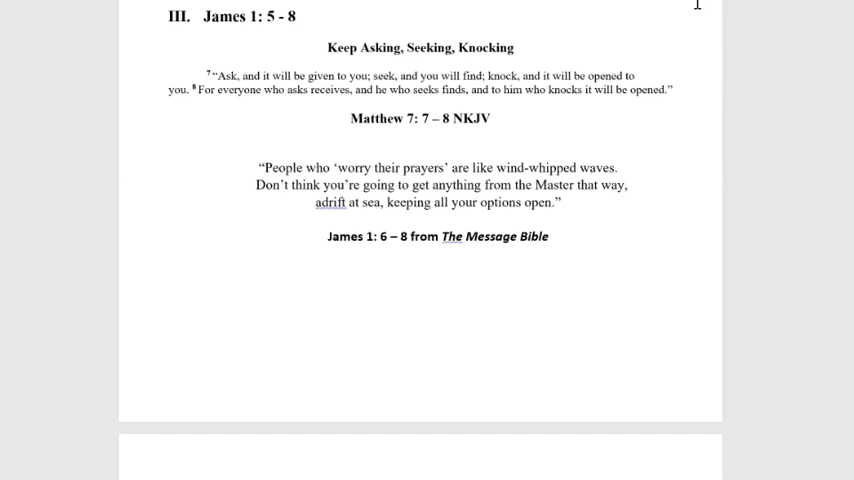 III. James 1: 5 - 8
Keep Asking, Seeking, Knocking
7 “Ask, and it will be given to you; seek, and you will find; knock, and it will be opened to
you. 8 For everyone who asks receives, and he who seeks finds, and to him who knocks it will be opened.”
Matthew 7: 7 – 8 NKJV
“People who ‘worry their prayers’ are like wind-whipped waves.
Don’t think you’re going to get anything from the Master that way,
adrift at sea, keeping all your options open.”
James 1: 6 – 8 from The Message Bible